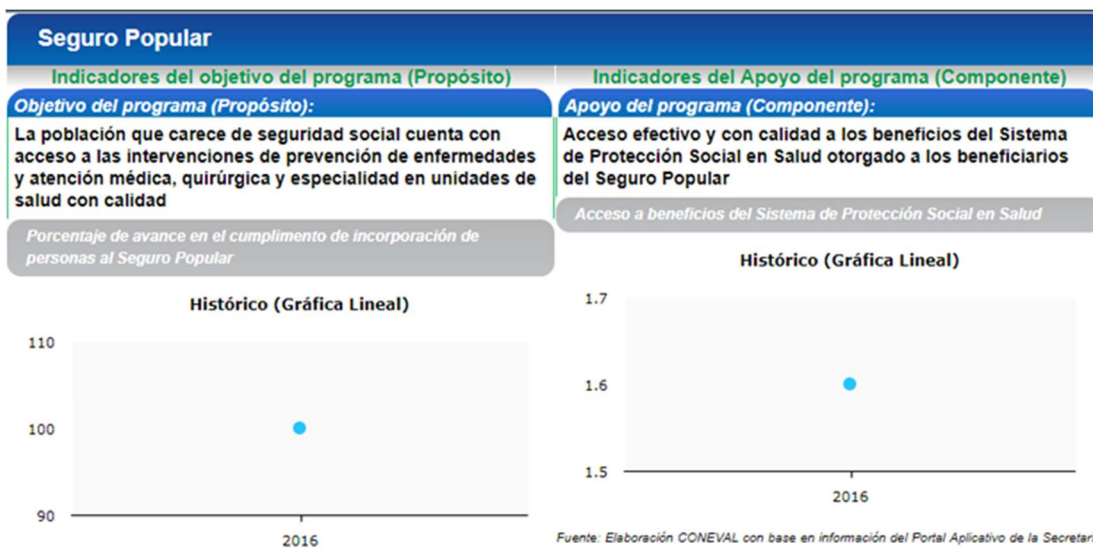 Seguro Popular
Indicadores del objetivo del programa (Propósito)
Objetivo del programa (Propósito):
La población que carece de seguridad social cuenta con
acceso a las intervenciones de prevención de enfermedades
y atención médica, quirúrgica y especialidad en unidades de
salud con calidad
Porcentaje de avance en el cumplimento de incorporación de
personas al Seguro Popular
Histórico (Gráfica Lineal)
110
100
90
2016
Indicadores del Apoyo del programa (Componente)
Apoyo del programa (Componente):
Acceso efectivo y con calidad a los beneficios del Sistema
de Protección Social en Salud otorgado a los beneficiarios
del Seguro Popular
Acceso a beneficios del Sistema de Protección Social en Salud
Histórico (Gráfica Lineal)
1.7
1.6
1.5
2016
Fuente: Elaboración CONEVAL con base en información del Portal Aplicativo de la Secretarí